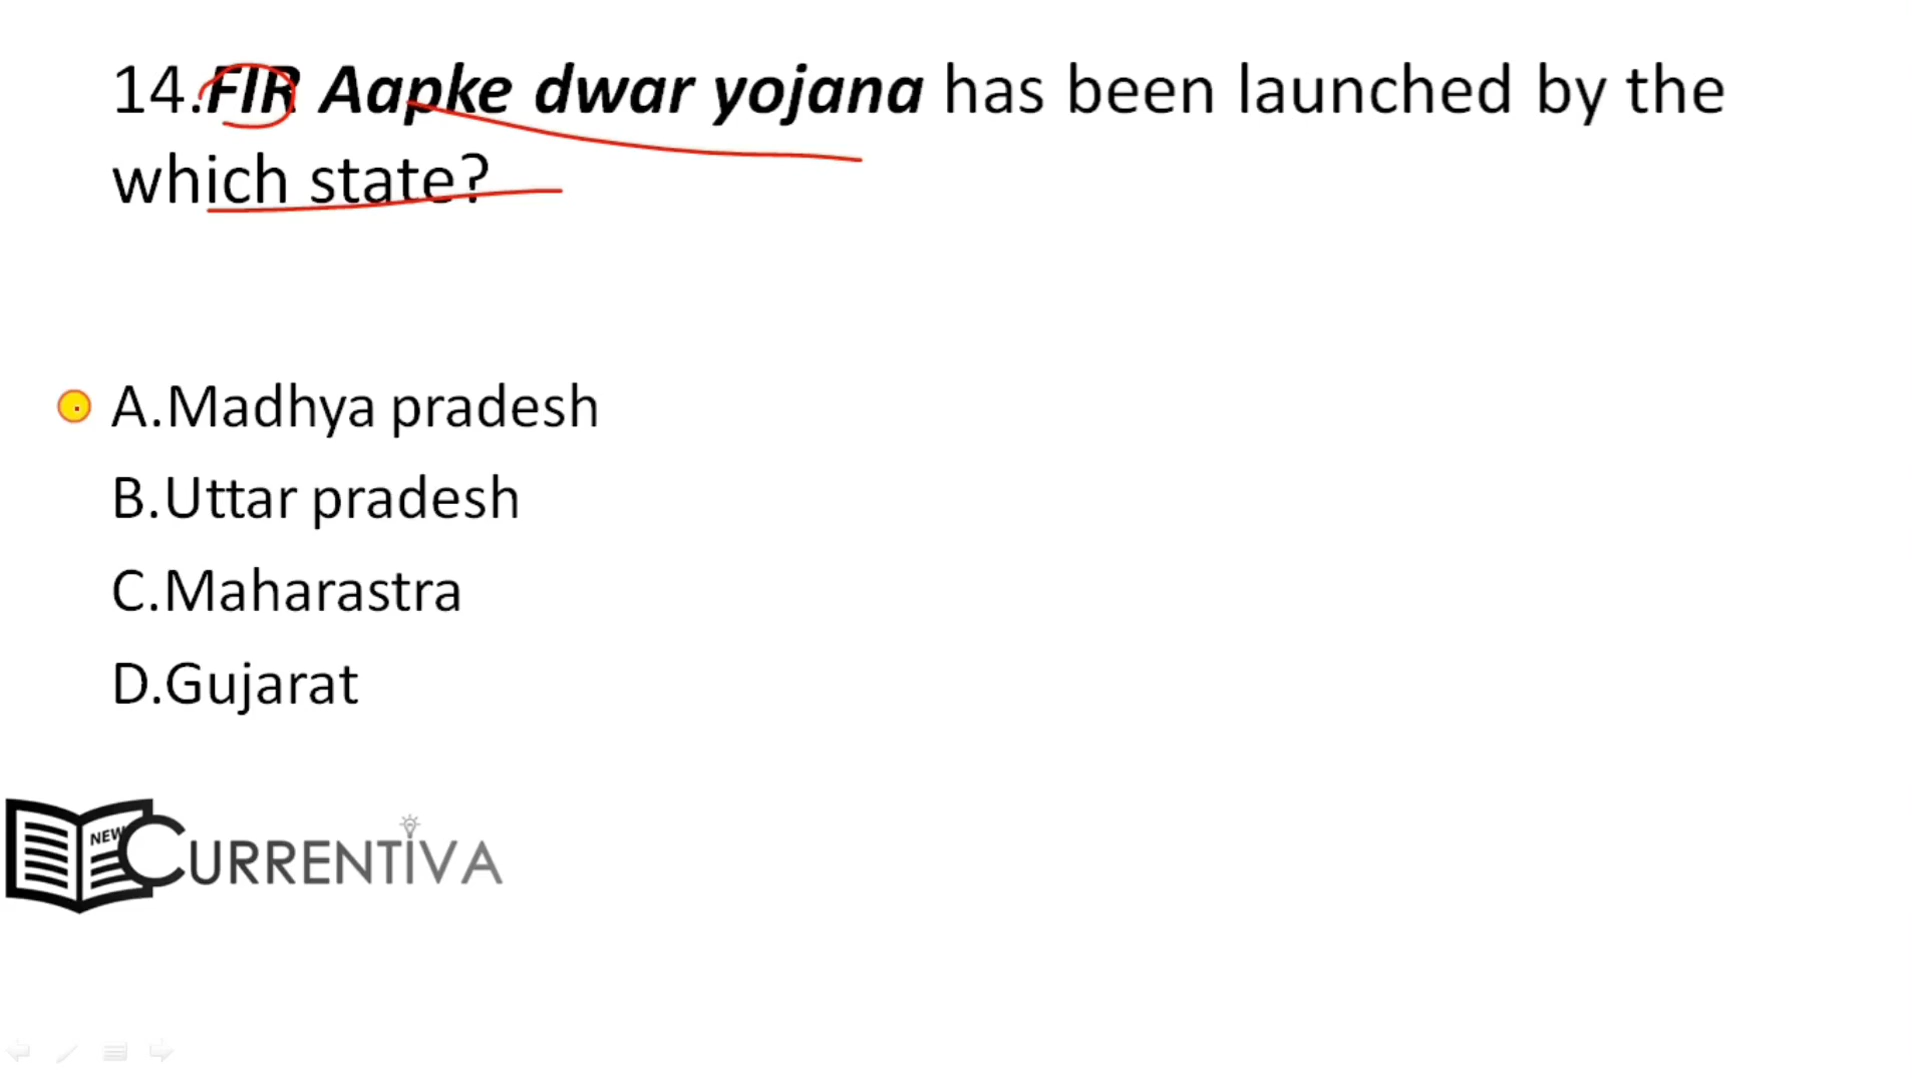 14.FIR Aapke dwar yojana has been launched by the
which state?
A.Madhya pradesh
B.Uttar pradesh
C.Maharastra
D.Gujarat
NEW
CURRENTIVA